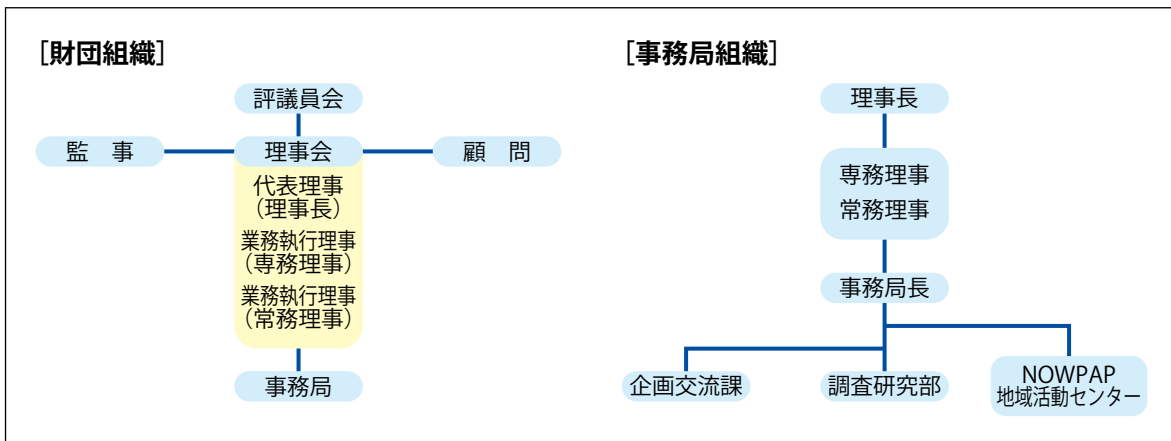 ［財団組織］
評議員会
監　事
理事会
顧　問
代表理事
（理事長）
業務執行理事
（専務理事）
業務執行理事
（常務理事）
事務局
［事務局組織］
理事長
専務理事
常務理事
事務局長
企画交流課
調査研究部
NOWPAP
地域活動センター